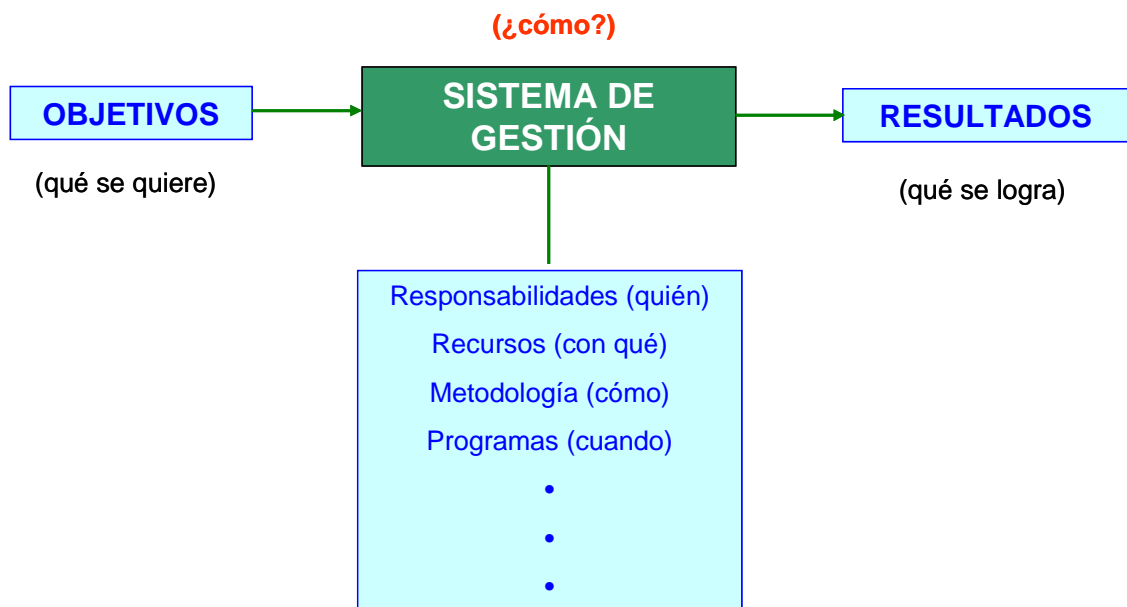 (¿cómo?)
OBJETIVOS
(qué se quiere)
SISTEMA DE
GESTIÓN
RESULTADOS
(qué se logra)
Responsabilidades (quién)
Recursos (con qué)
Metodología (cómo)
Programas (cuando)
•
•
•